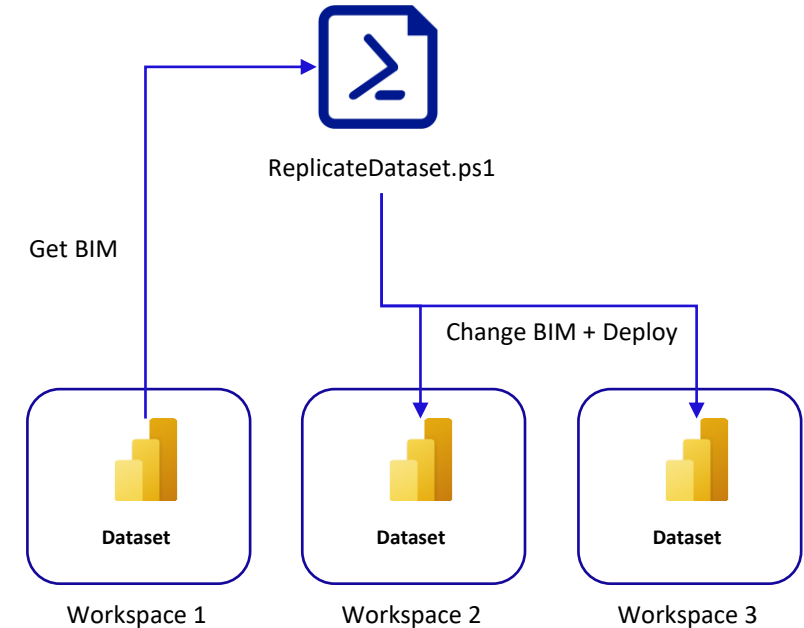 ReplicateDataset.ps1
Get BIM
Change BIM + Deploy
Dataset
Dataset
Dataset
Workspace 1
Workspace 2
Workspace 3